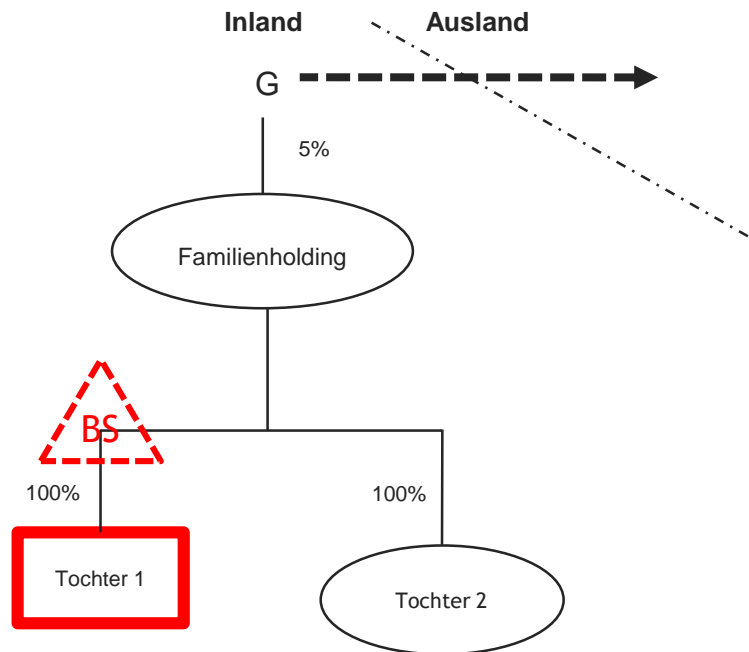 Inland Ausland
G
5%
Familienholding
BS
100% 100%
Tochter 1
Tochter 2